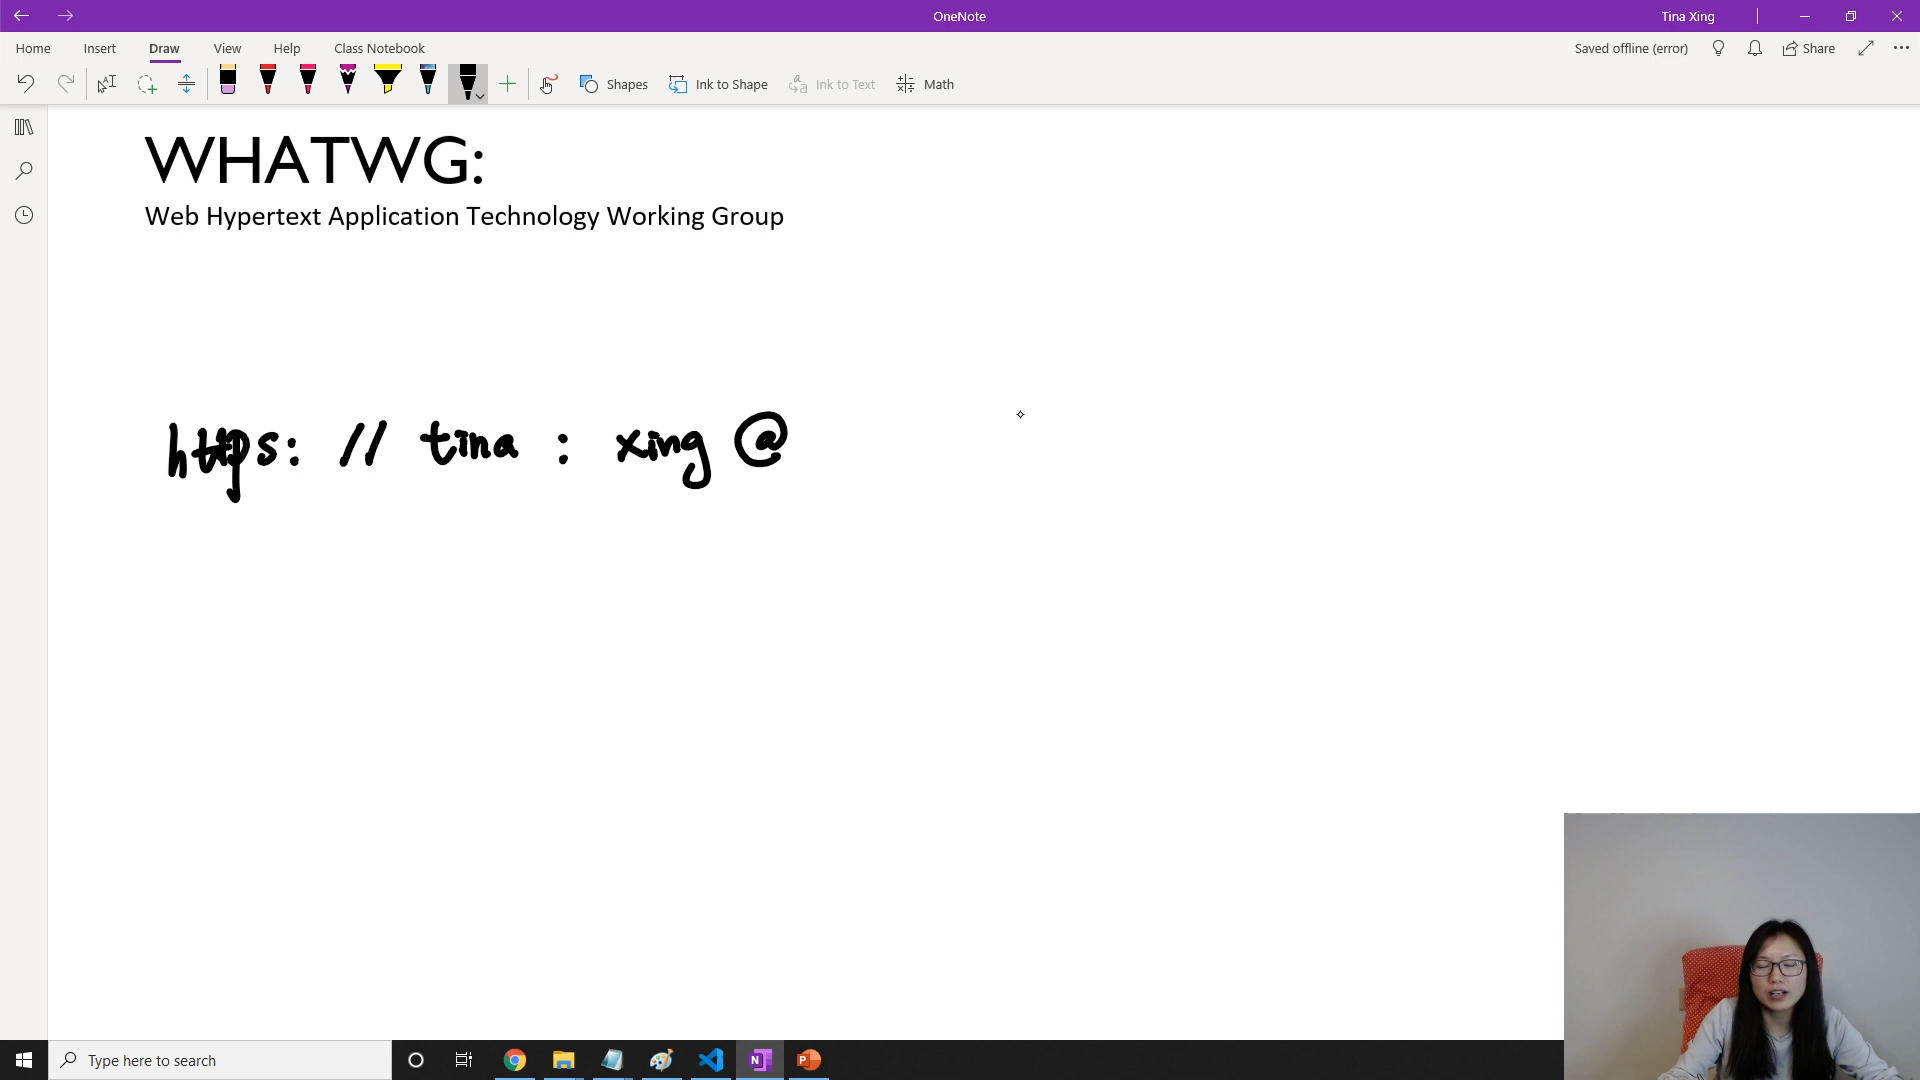 OneNote
Tina Xing
Home Insert Draw View Help Class Notebook
Saved offline (error) Share
Shapes Ink to Shape Ink to Text Math
WHATWG:
Web Hypertext Application Technology Working Group
https: // tina : xing @
Type here to search